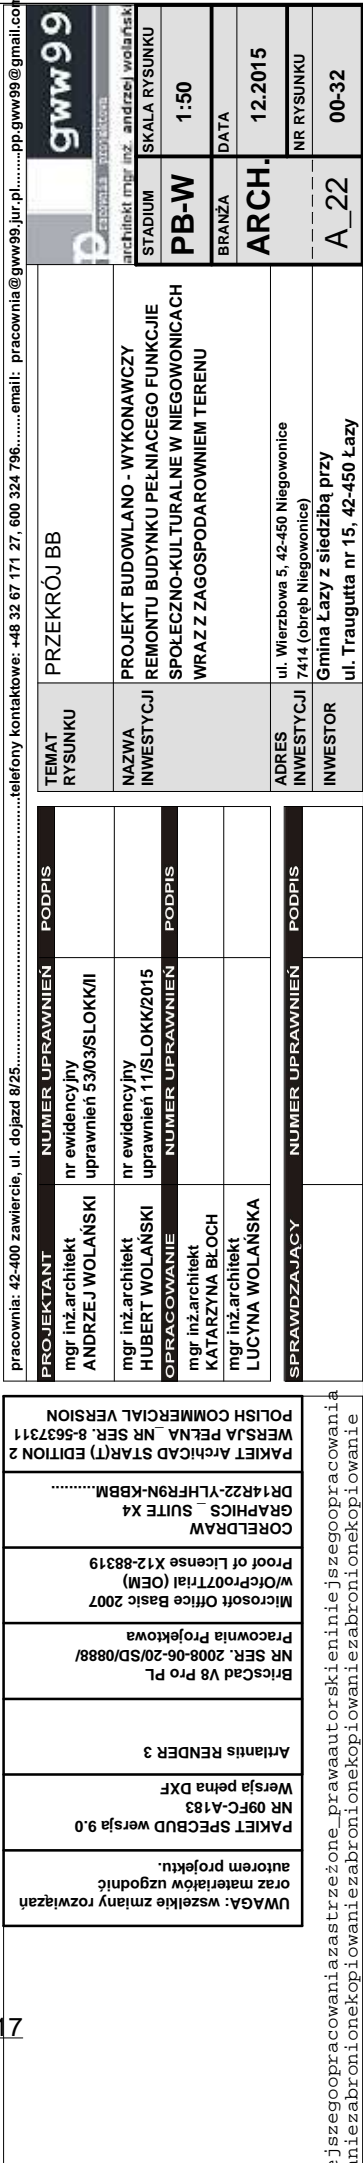 pracownia: 42-400 zawiercie, ul. dojazd 8/25..........telefony kontaktowe: +48 32 67 171 27, 600 324 796........email: pracownia@gww99.jur.pl.........pp.gww99@gmail.com
PROJEKTANT NUMER UPRAWNIEŃ PODPIS
mgr inż.architekt
ANDRZEJ WOLAŃSKI
nr ewidencyjny
uprawnień 53/03/SLOKK/II
mgr inż.architekt
HUBERT WOLAŃSKI
nr ewidencyjny
uprawnień 11/SLOKK/2015
OPRACOWANIE NUMER UPRAWNIEŃ PODPIS
mgr inż.architekt
KATARZYNA BŁOCH
mgr inż.architekt
LUCYNA WOLAŃSKA
SPRAWDZAJĄCY NUMER UPRAWNIEŃ PODPIS
TEMAT
RYSUNKU
PRZEKRÓJ BB
NAZWA
INWESTYCJI
PROJEKT BUDOWLANO - WYKONAWCZY
REMONTU BUDYNKU PEŁNIACEGO FUNKCJIE
SPOŁECZNO-KULTURALNE W NIEGOWONICACH
WRAZ Z ZAGOSPODAROWNIEM TERENU
ADRES
INWESTYCJI
ul. Wierzbowa 5, 42-450 Niegowonice
7414 (obręb Niegowonice)
INWESTOR
Gmina Łazy z siedzibą przy
ul. Traugutta nr 15, 42-450 Łazy
gww99
pracownia projektowa
architekt mgr inż. andrzej wolański
STADIUM SKALA RYSUNKU
PB-W 1:50
BRANŻA DATA
ARCH. 12.2015
NR RYSUNKU
A_22 00-32
UWAGA: wszelkie zmiany rozwiązań
oraz materiałów uzgodnić
autorem projektu.
PAKIET SPECBUD wersja 9.0
NR 09FC-A183
Wersja pełna DXF
Artlantis RENDER 3
BricsCad V8 Pro PL
NR SER. 2008-06-20/SD/0888/
Pracownia Projektowa
Microsoft Office Basic 2007
w/OfcPro07Trial (OEM)
Proof of License X12-88319
CORELDRAW
GRAPHICS _ SUITE X4
DR14R22-YLHFR9N-KBBK-M..........
PAKIET ArchiCAD START(T) EDITION 2
WERSJA PEŁNA _NR SER. 8-5637311
POLISH COMMERCIAL VERSION
17
ejszegoopracowaniazastrzeżone_prawaautorskieniniejszegoopracowania
aniezabronionekopiowaniezabronionekopiowaniezabronionekopiowanie